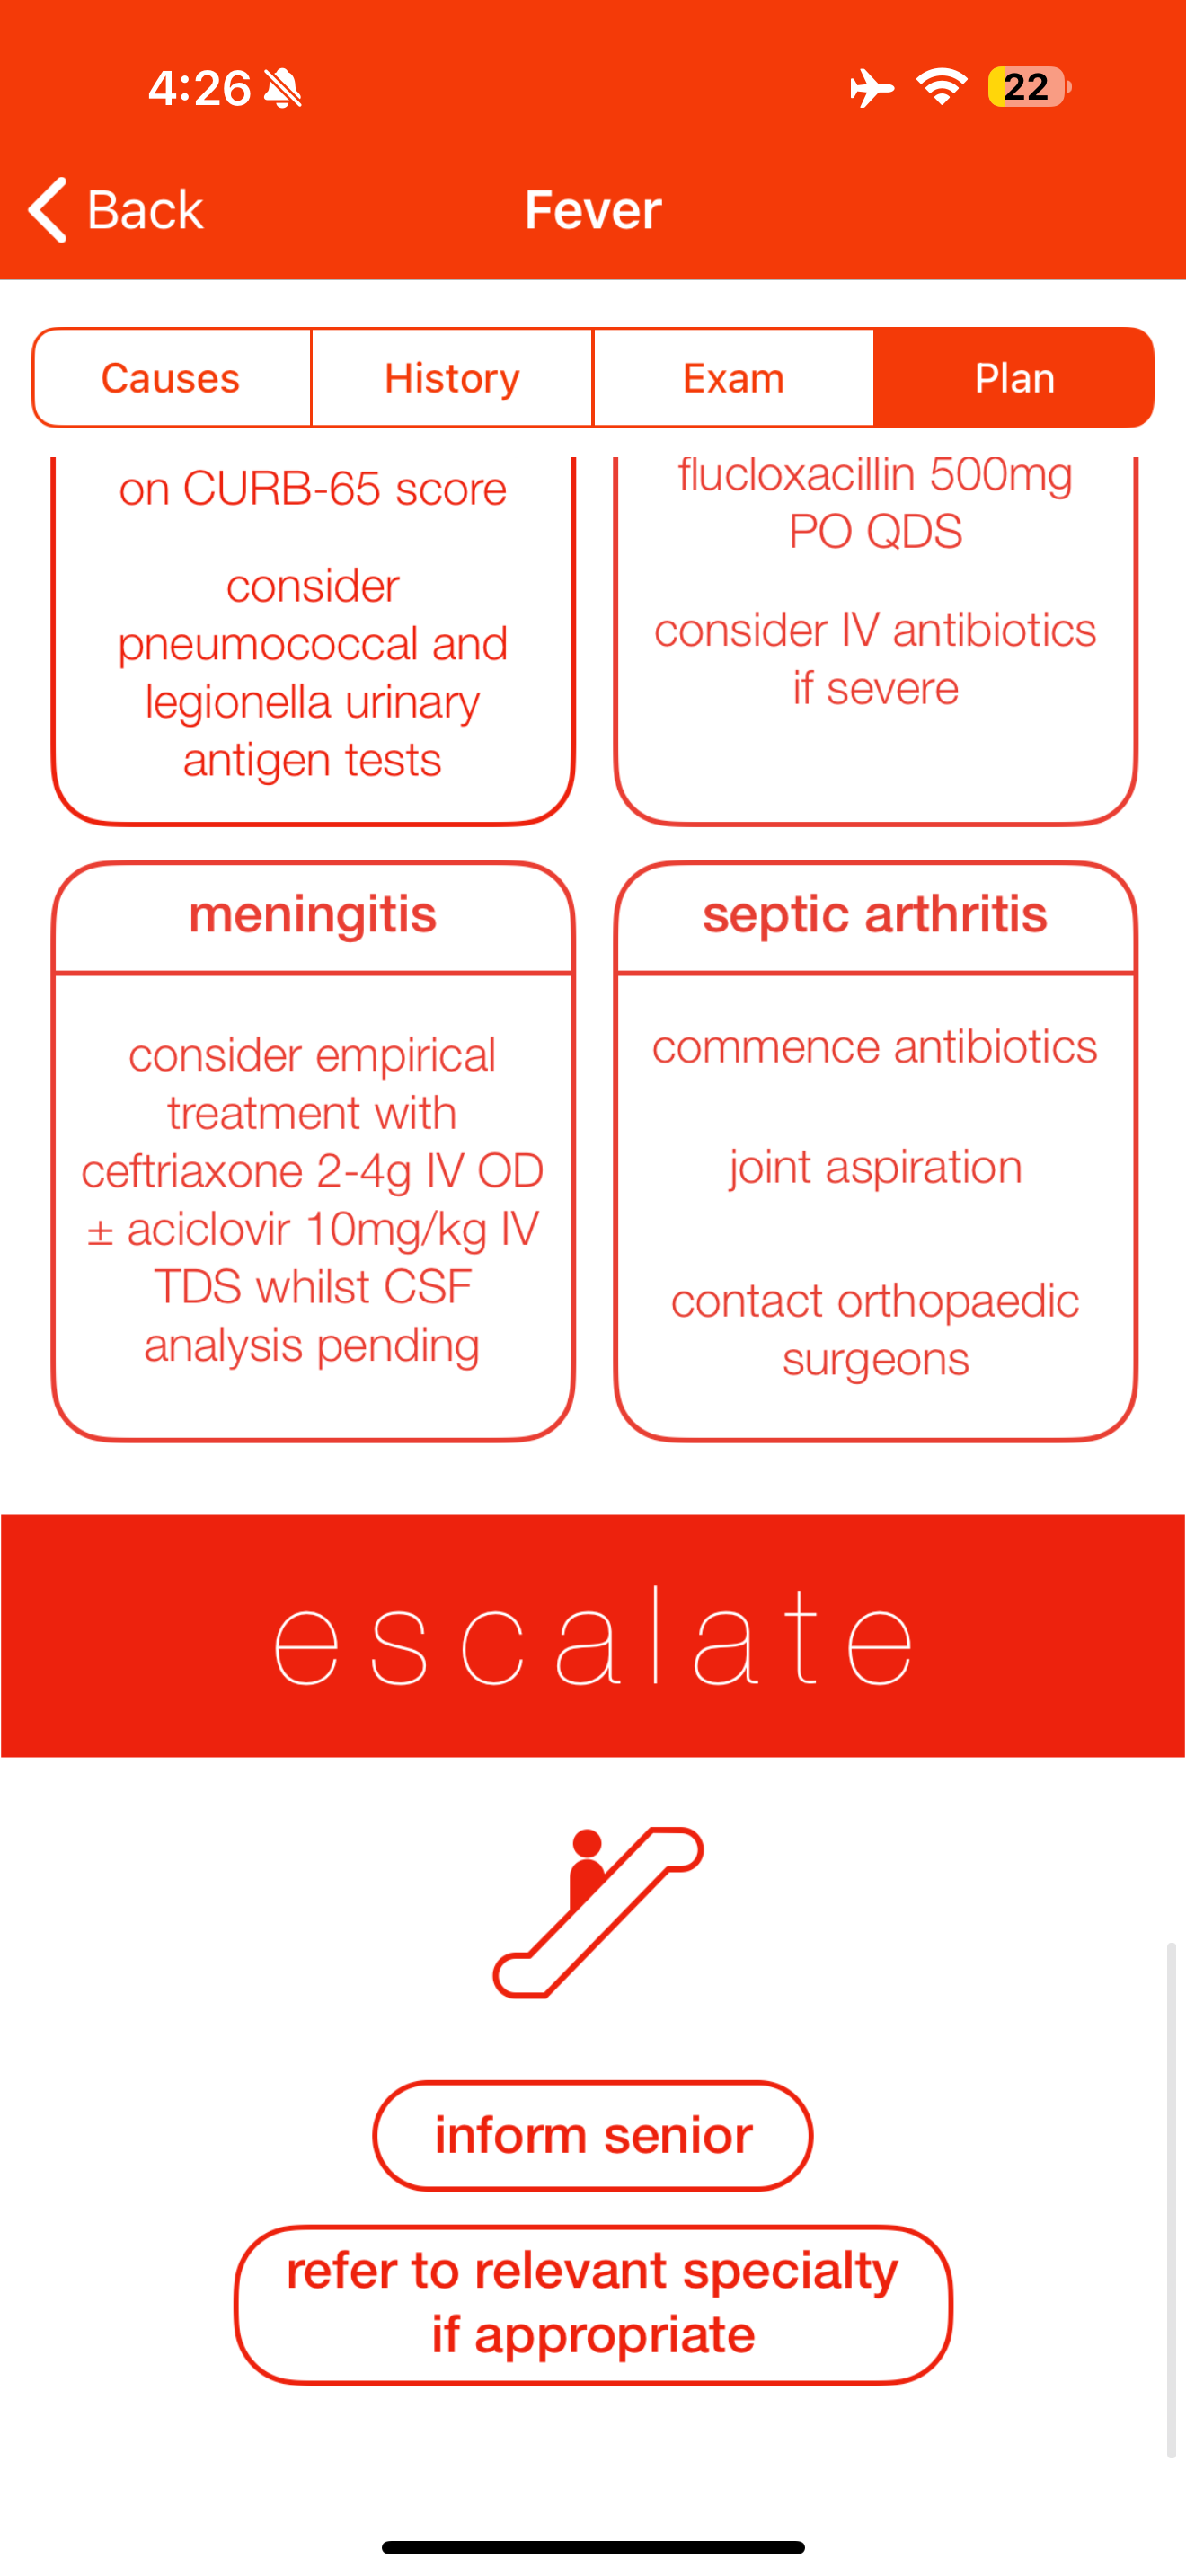 4:26
22
Back
Fever
Causes
History
Exam
Plan
on CURB-65 score
consider
pneumococcal and
legionella urinary
antigen tests
flucloxacillin 500mg
PO QDS
consider IV antibiotics
if severe
meningitis
consider empirical
treatment with
ceftriaxone 2-4g IV OD
± aciclovir 10mg/kg IV
TDS whilst CSF
analysis pending
septic arthritis
commence antibiotics
joint aspiration
contact orthopaedic
surgeons
escalate
inform senior
refer to relevant specialty
if appropriate